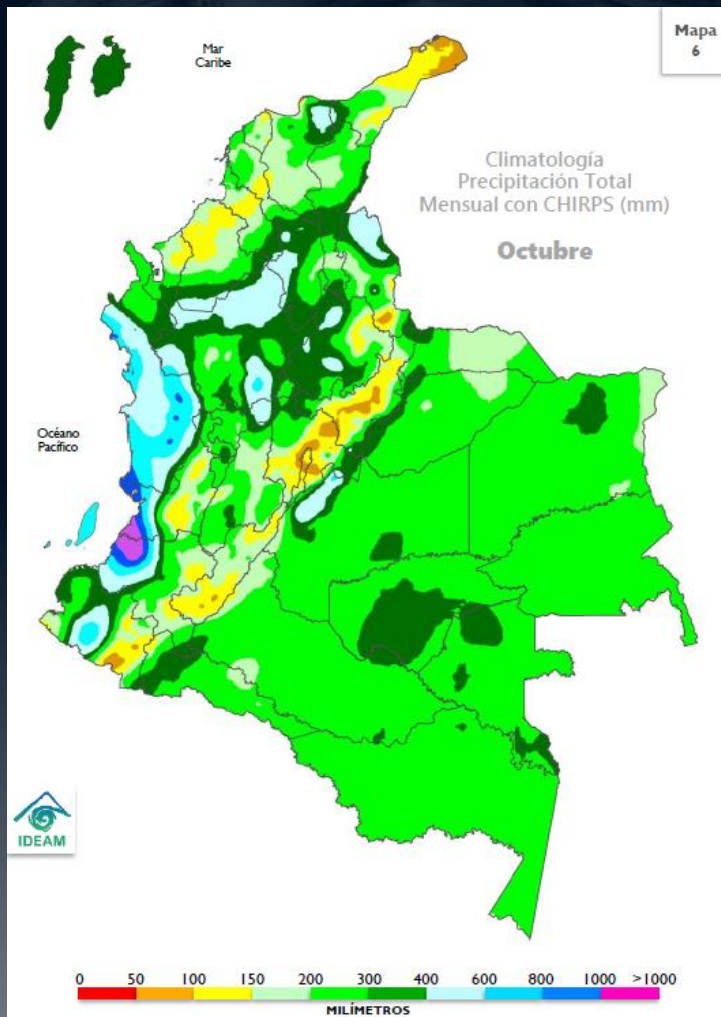 Mapa
6
Mar
Caribe
Climatología
Precipitación Total
Mensual con CHIRPS (mm)
Octubre
Océano
Pacífico
IDEAM
0 50 100 150 200 300 400 600 800 1000 >1000
MILÍMETROS